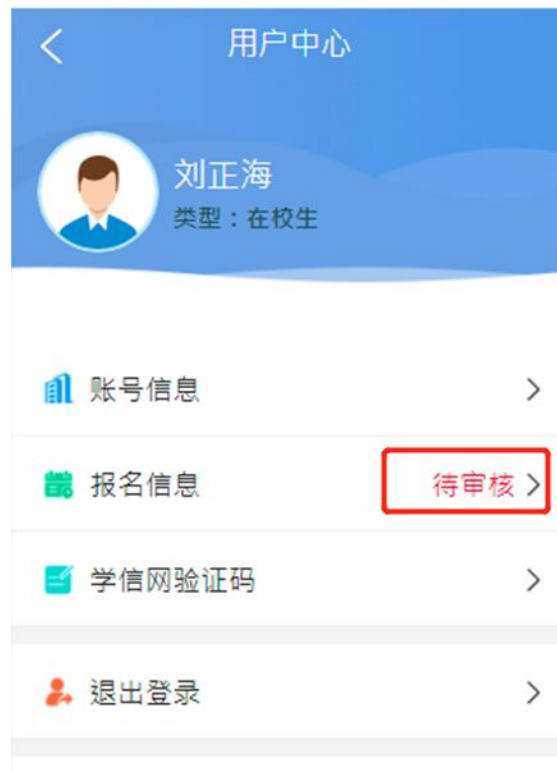 用户中心
刘正海
类型：在校生
账号信息
报名信息 待审核
学信网验证码
退出登录